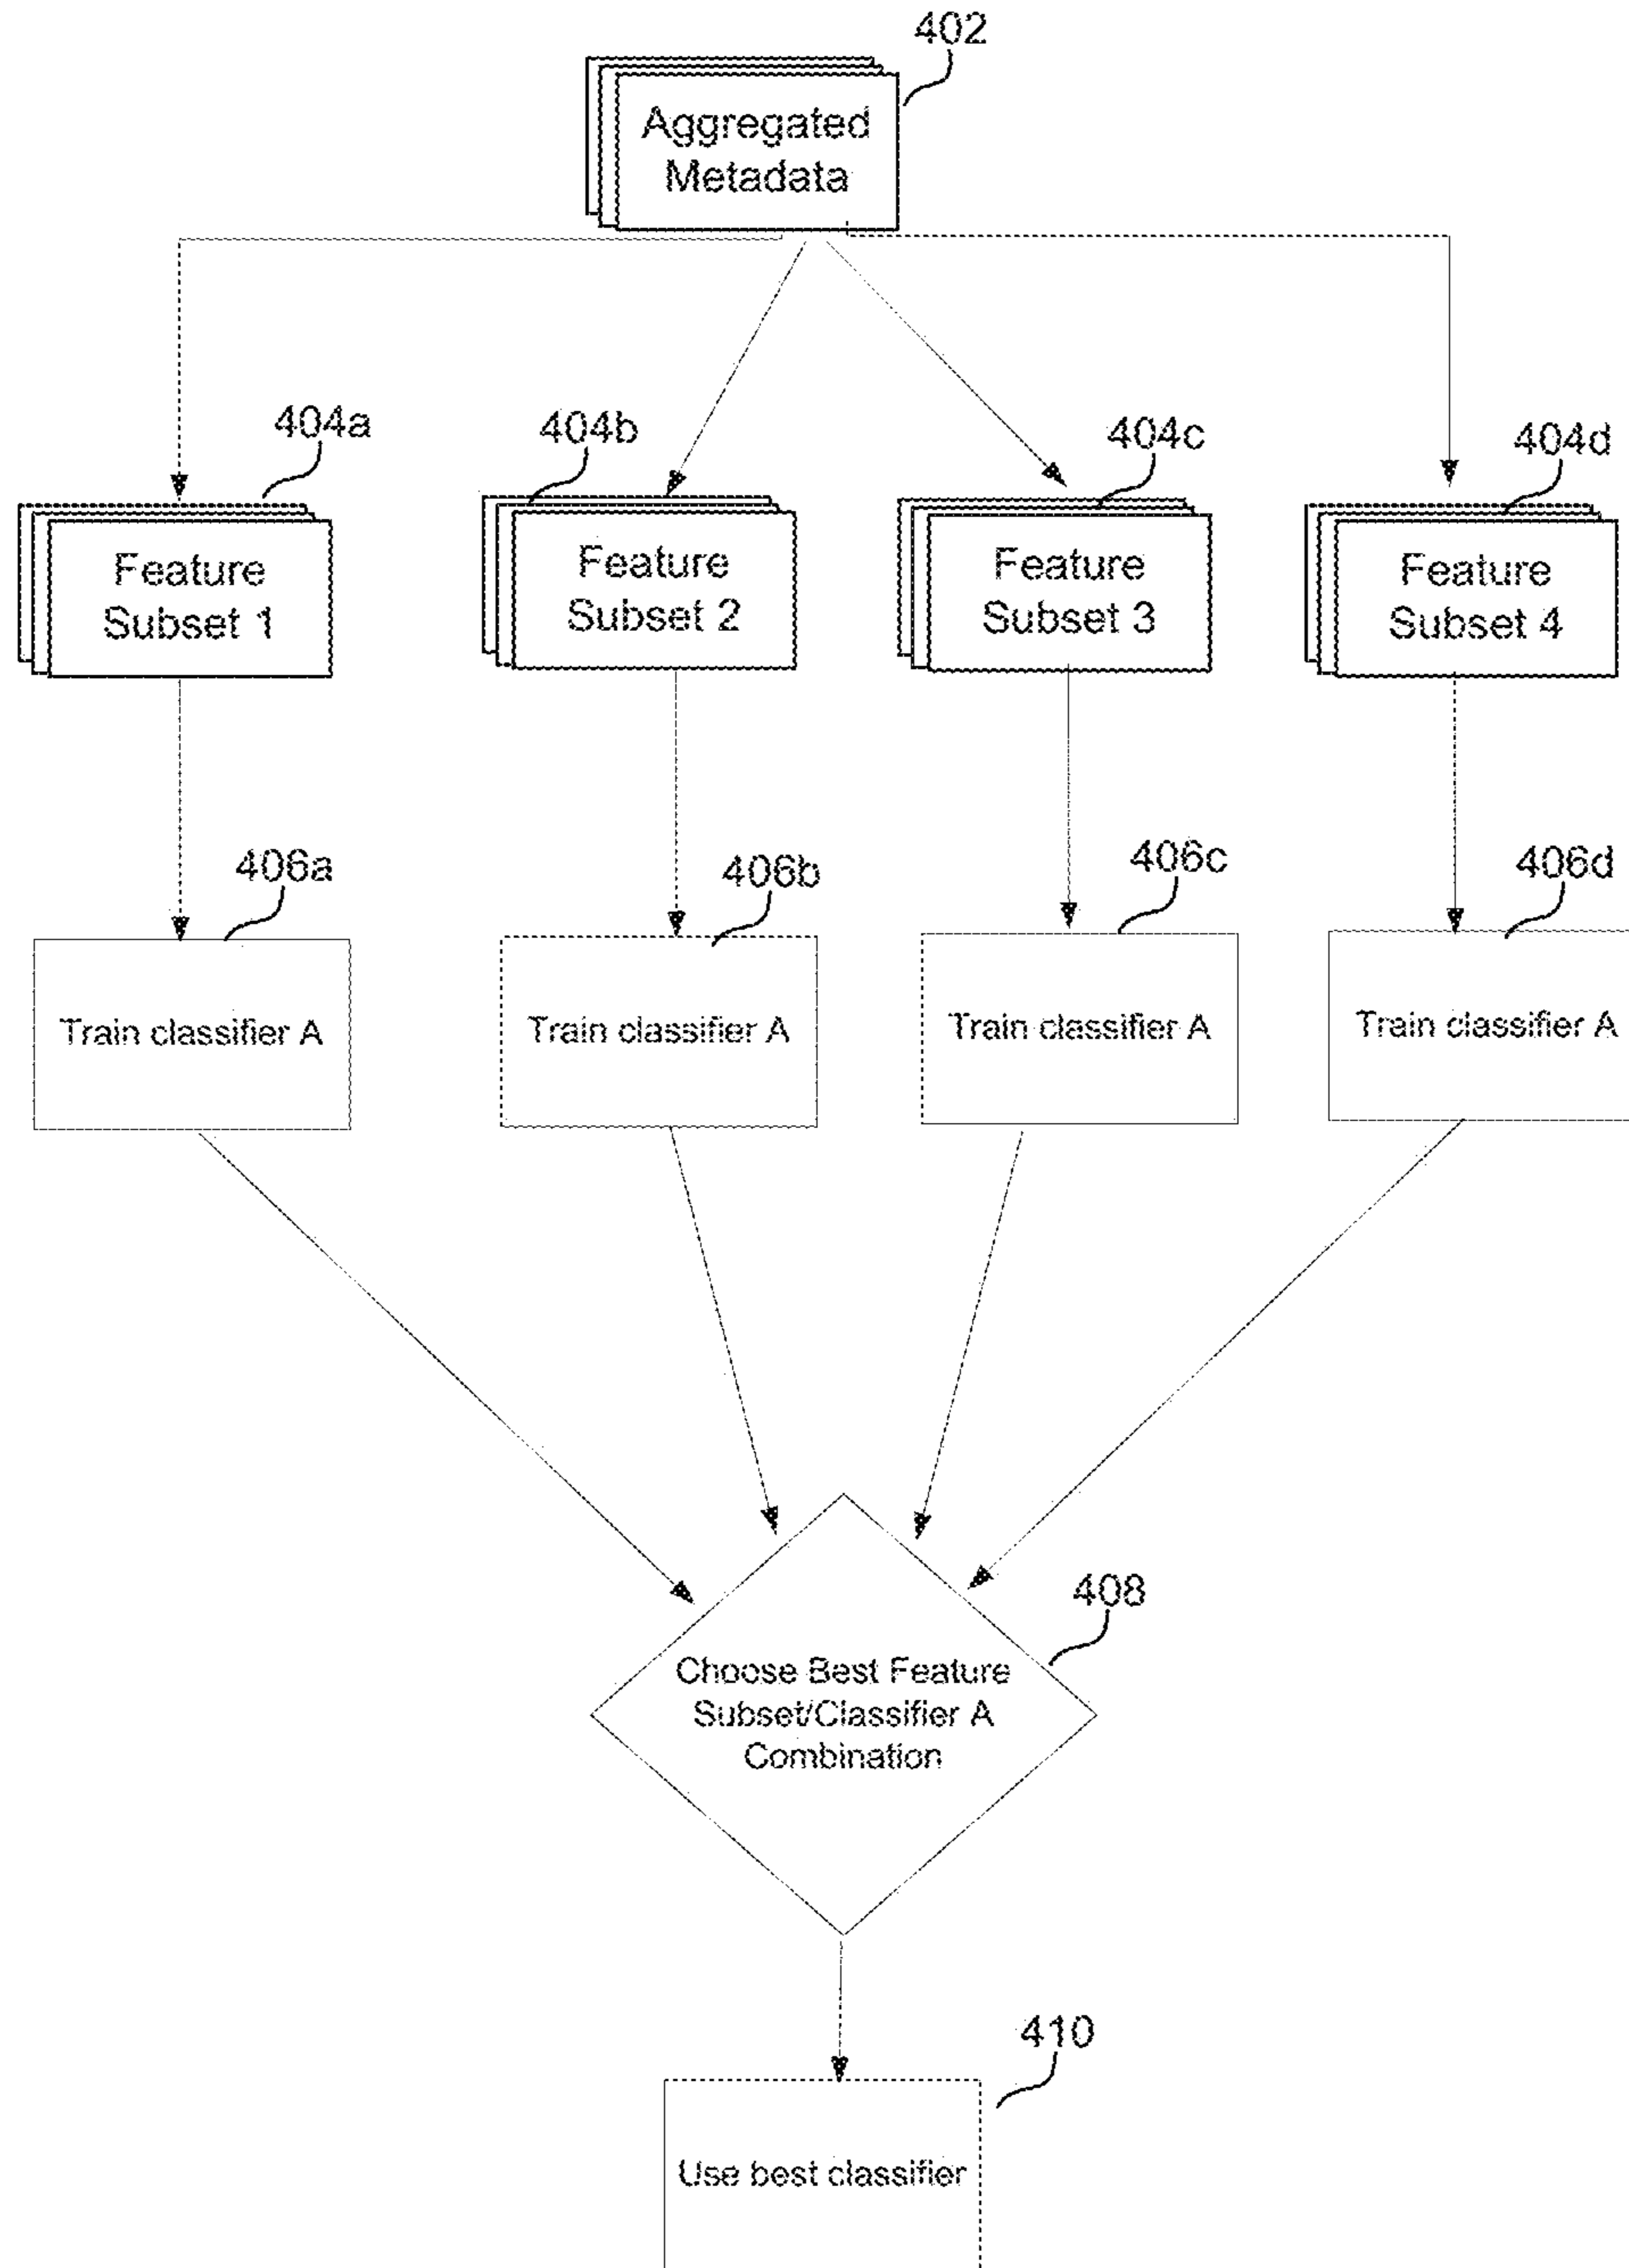 402
Aggregated
Metadata
404a
404b
404c
404d
Feature
Subset 1
Feature
Subset 2
Feature
Subset 3
Feature
Subset 4
406a
406b
406c
406d
Train classifier A
Train classifier A
Train classifier A
Train classifier A
408
Choose Best Feature
Subset/Classifier A
Combination
410
Use best classifier